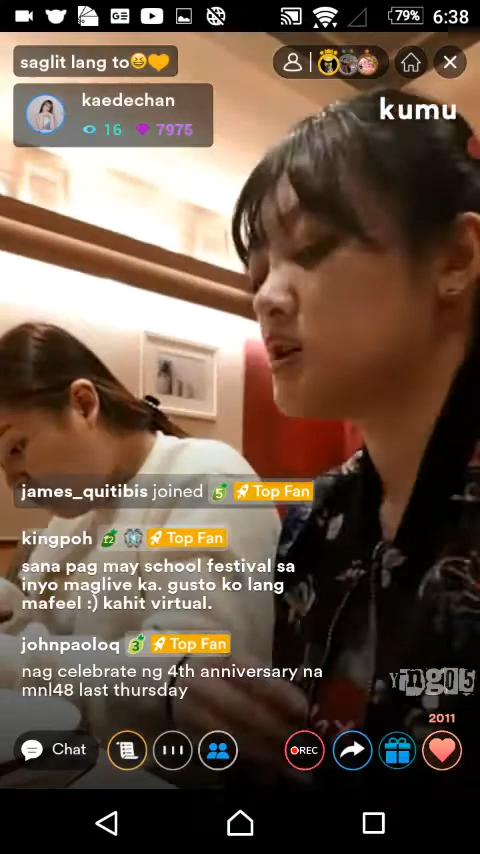 79% 6:38
saglit lang to😆🧡
kaedechan
16 7975
kumu
james_quitibis joined 5 Top Fan
kingpoh 12 Top Fan
sana pag may school festival sa
inyo maglive ka. gusto ko lang
mafeel :) kahit virtual.
johnpaoloq 3 Top Fan
nag celebrate ng 4th anniversary na
mnl48 last thursday
Yng05
2011
Chat
REC